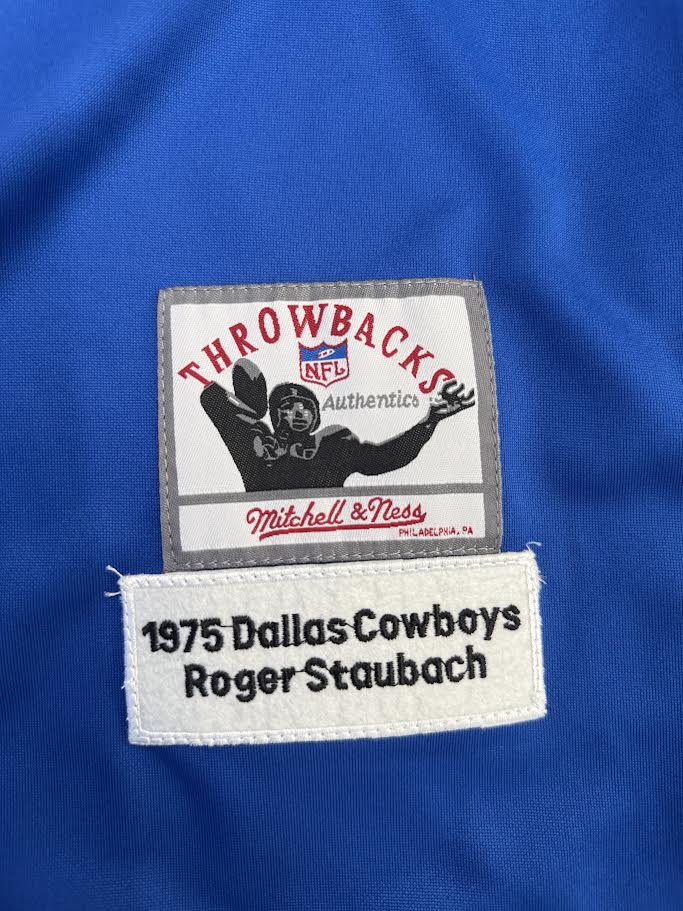 THROWBACKS
NFL
Authentics
Mitchell & Ness
PHILADELPHIA, PA
1975 Dallas Cowboys
Roger Staubach